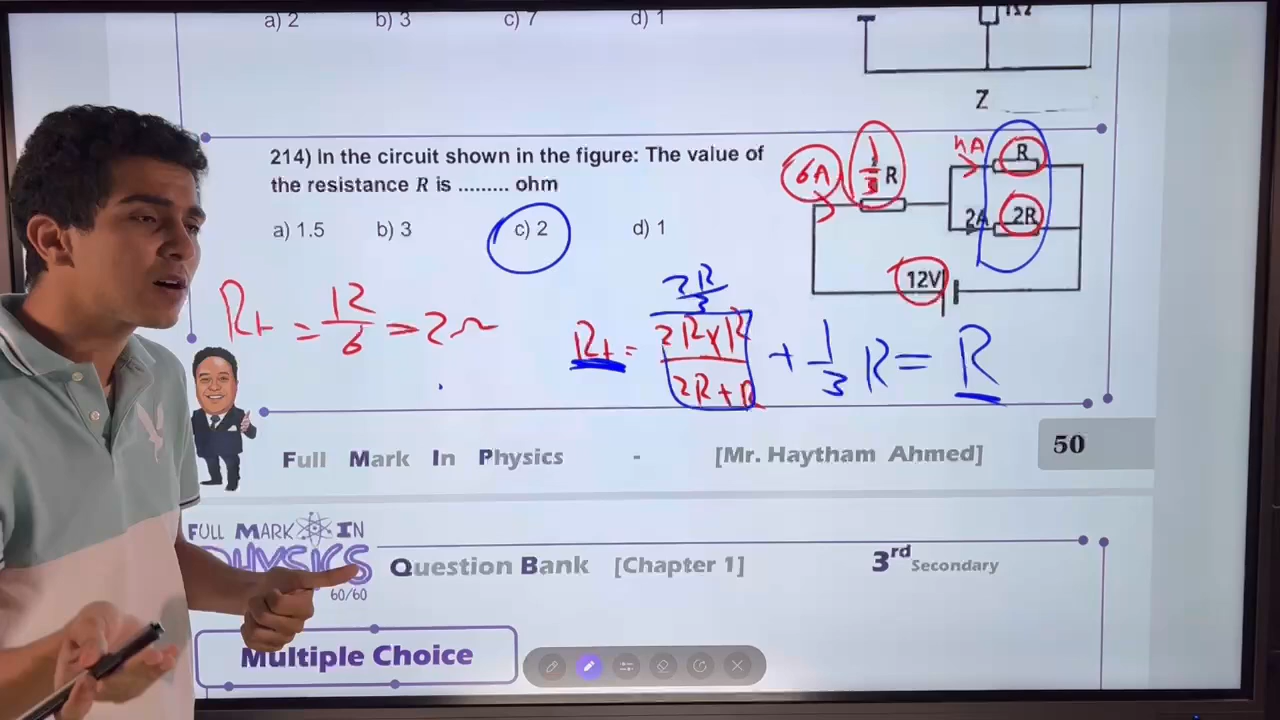 a) 2 b) 3 c) 7 d) 1
1Ω
Z
214) In the circuit shown in the figure: The value of
the resistance R is ......... ohm
a) 1.5 b) 3 c) 2 d) 1
6A
1/3 R
4A
R
2A
2R
12V
Rt = 12/6 = 2Ω
2R/3
Rt = 2R×R / 2R+R + 1/3 R = R
Full Mark In Physics - [Mr. Haytham Ahmed] 50
FULL MARK IN
PHYSICS
60/60
Question Bank [Chapter 1] 3rd Secondary
Multiple Choice